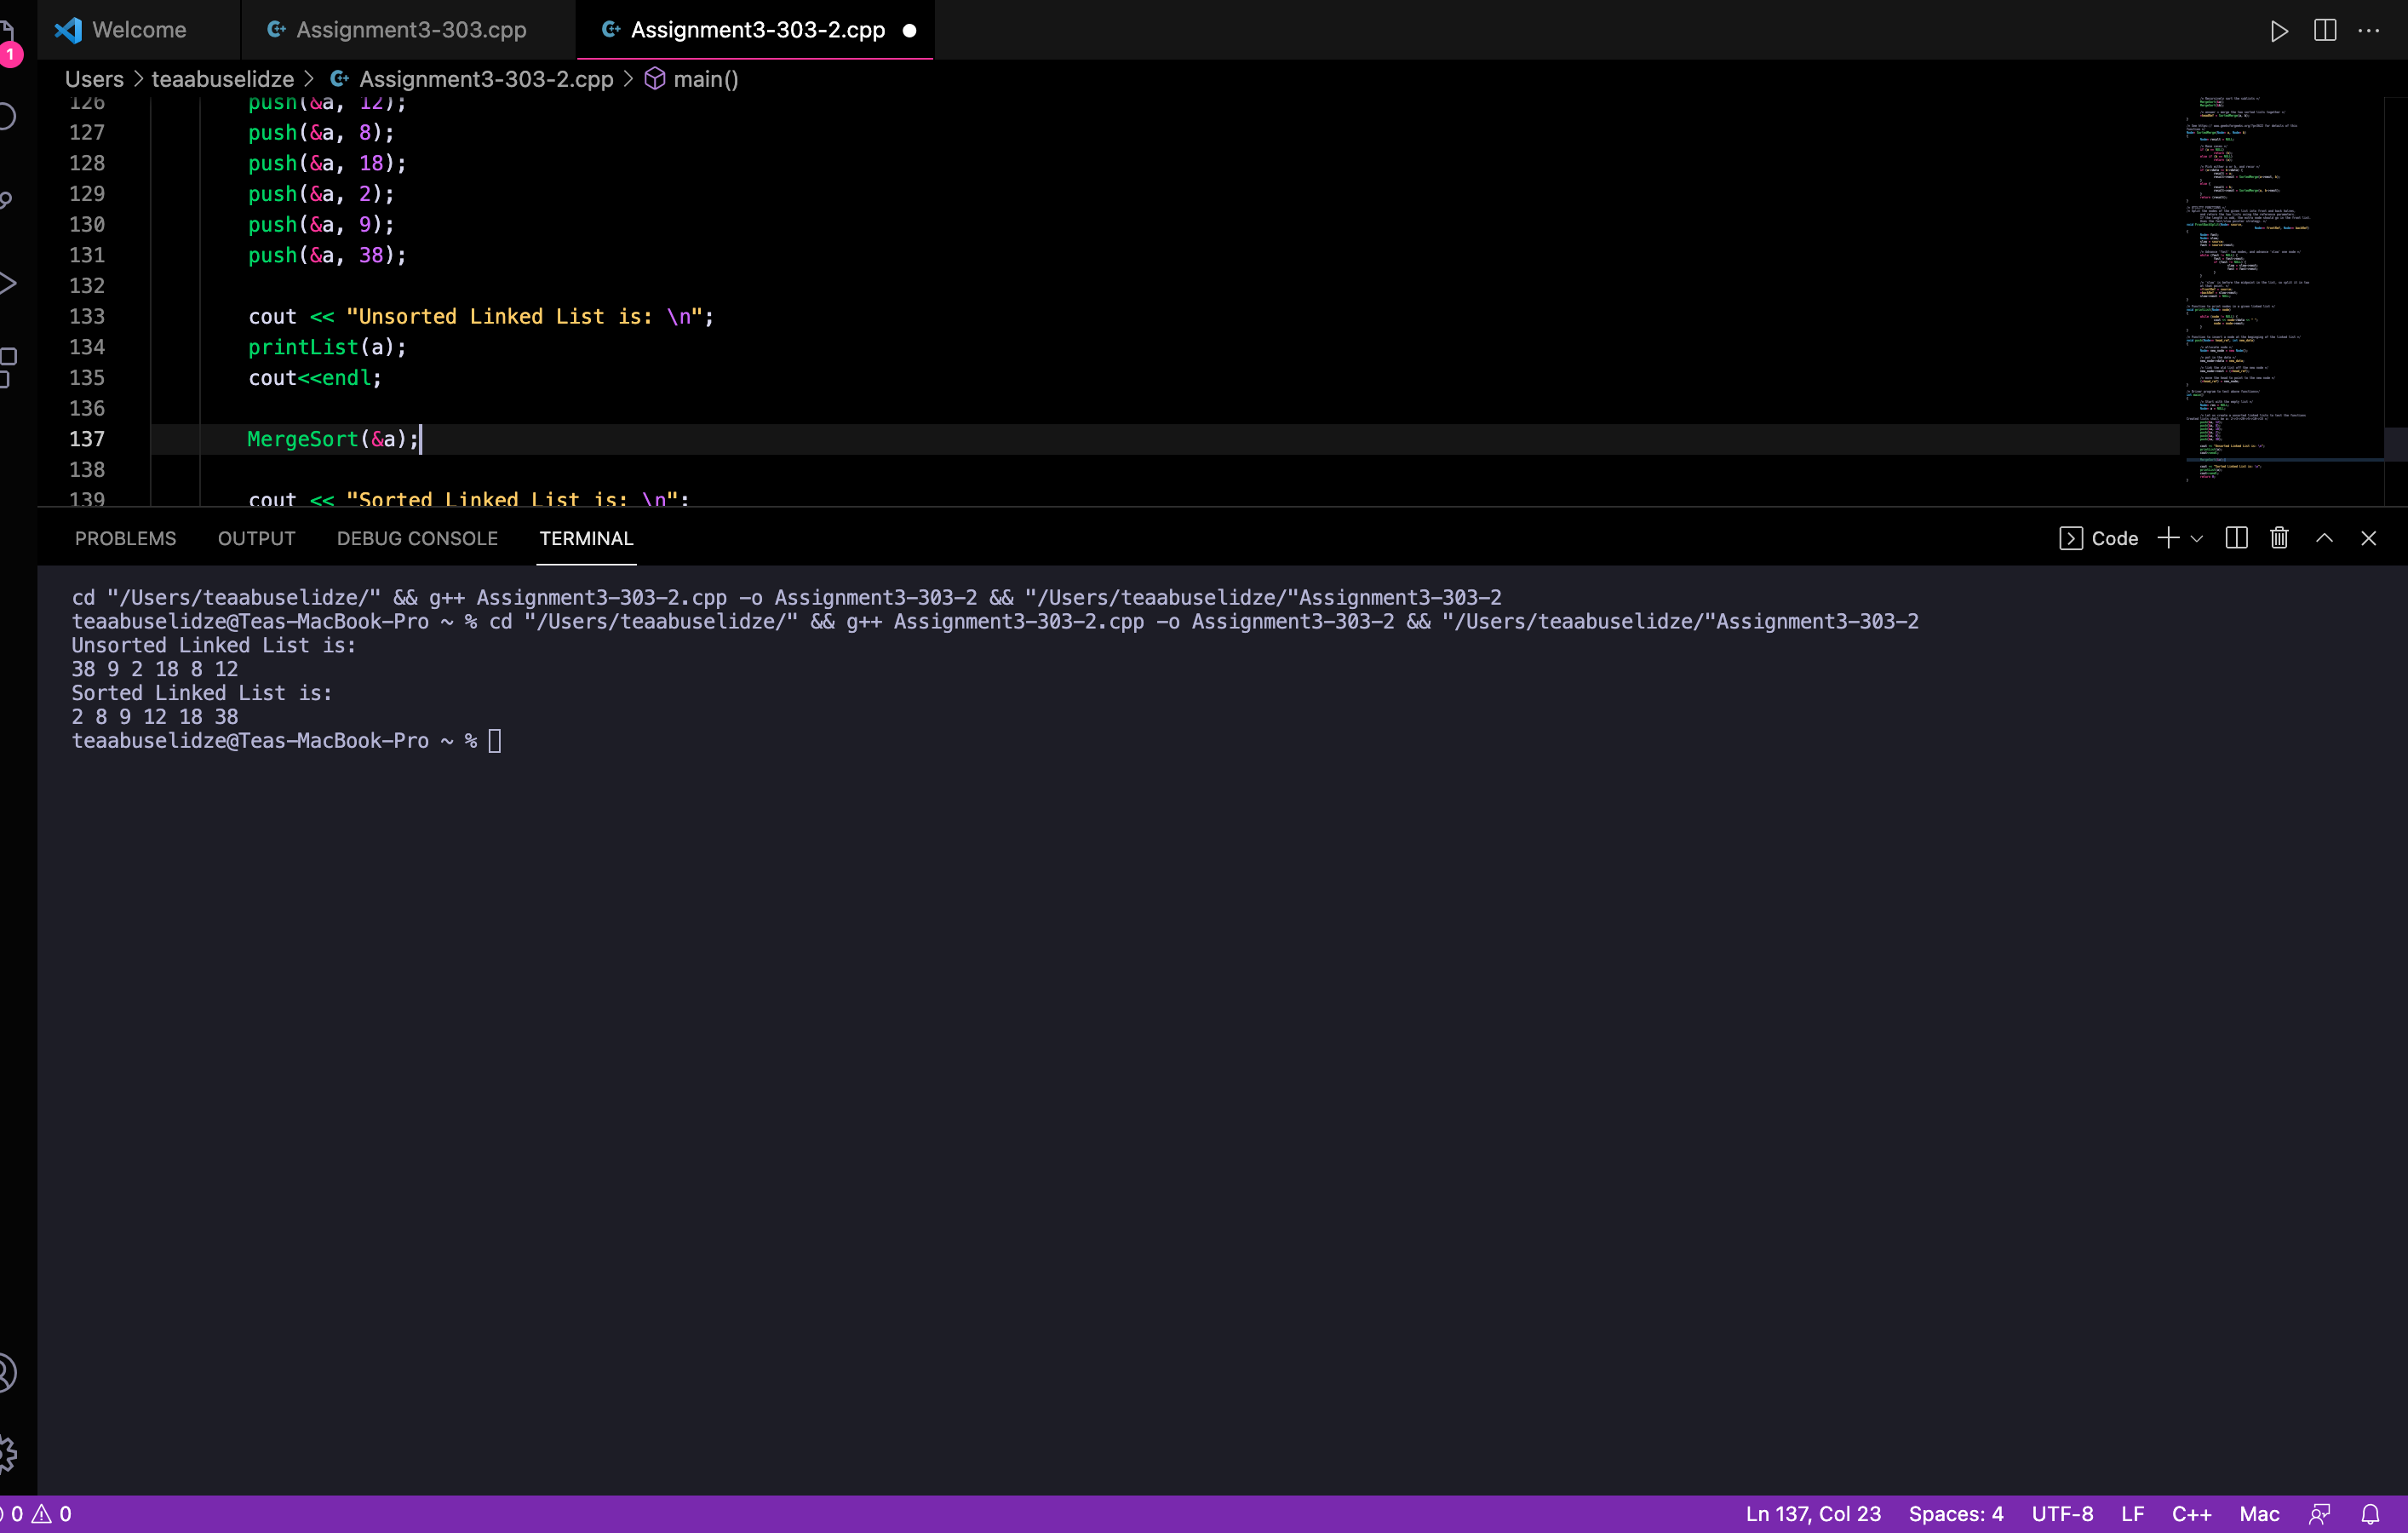 1
Welcome
Assignment3-303.cpp
Assignment3-303-2.cpp
Users > teaabuselidze > Assignment3-303-2.cpp > main()
126 push(&a, 12);
127 push(&a, 8);
128 push(&a, 18);
129 push(&a, 2);
130 push(&a, 9);
131 push(&a, 38);
132
133 cout << "Unsorted Linked List is: \n";
134 printList(a);
135 cout<<endl;
136
137 MergeSort(&a);
138
139 cout << "Sorted Linked List is: \n";
PROBLEMS OUTPUT DEBUG CONSOLE TERMINAL
Code
cd "/Users/teaabuselidze/" && g++ Assignment3-303-2.cpp -o Assignment3-303-2 && "/Users/teaabuselidze/"Assignment3-303-2
teaabuselidze@Teas-MacBook-Pro ~ % cd "/Users/teaabuselidze/" && g++ Assignment3-303-2.cpp -o Assignment3-303-2 && "/Users/teaabuselidze/"Assignment3-303-2
Unsorted Linked List is:
38 9 2 18 8 12
Sorted Linked List is:
2 8 9 12 18 38
teaabuselidze@Teas-MacBook-Pro ~ %
0 0
Ln 137, Col 23 Spaces: 4 UTF-8 LF C++ Mac